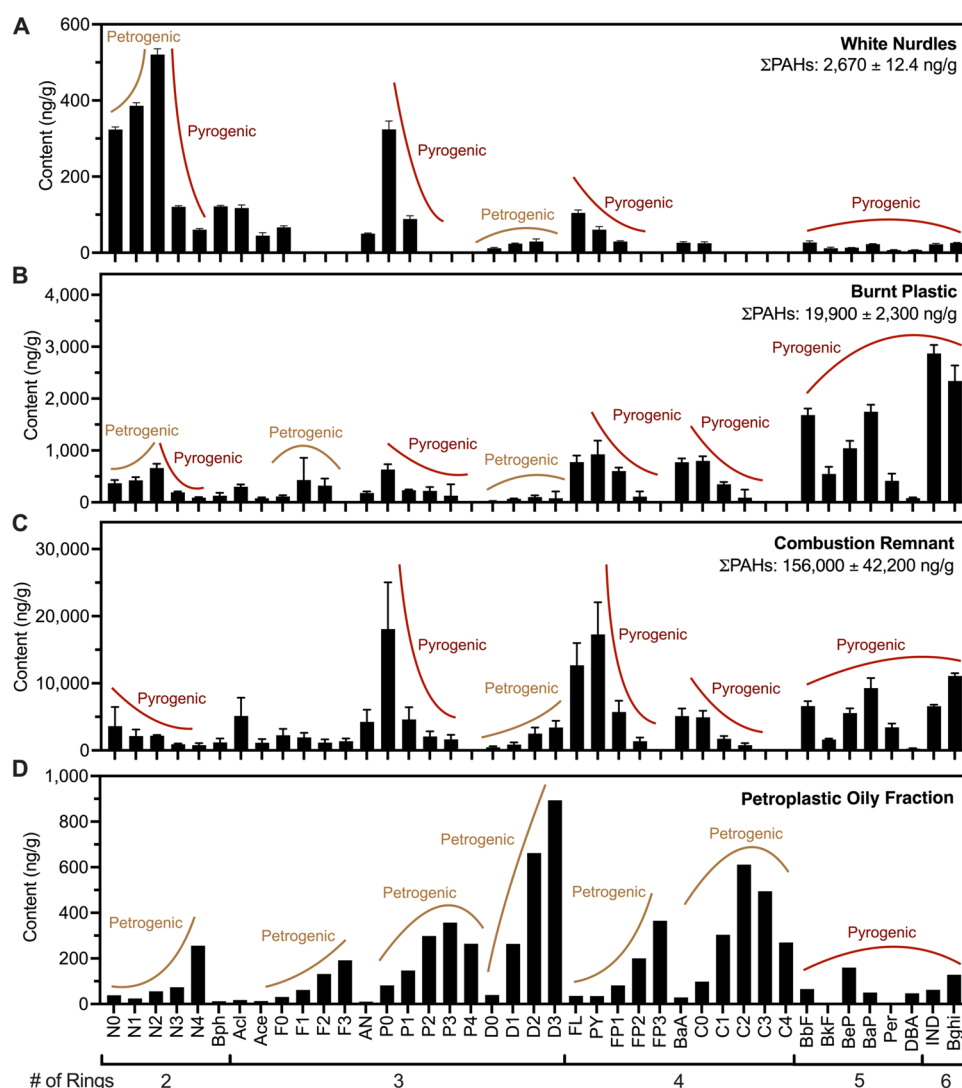 A
White Nurdles
ΣPAHs: 2,670 ± 12.4 ng/g
Content (ng/g)
600
400
200
0
Petrogenic
Pyrogenic
Pyrogenic
Petrogenic
Pyrogenic
Pyrogenic
B
Burnt Plastic
ΣPAHs: 19,900 ± 2,300 ng/g
Content (ng/g)
4,000
3,000
2,000
1,000
0
Petrogenic
Pyrogenic
Petrogenic
Pyrogenic
Petrogenic
Pyrogenic
Pyrogenic
Pyrogenic
C
Combustion Remnant
ΣPAHs: 156,000 ± 42,200 ng/g
Content (ng/g)
30,000
20,000
10,000
0
Pyrogenic
Pyrogenic
Petrogenic
Pyrogenic
Pyrogenic
Pyrogenic
D
Petroplastic Oily Fraction
Content (ng/g)
1,000
800
600
400
200
0
Petrogenic
Petrogenic
Petrogenic
Petrogenic
Petrogenic
Petrogenic
Pyrogenic
N0 N1 N2 N3 N4 Bph Acl Ace F0 F1 F2 F3 AN P0 P1 P2 P3 P4 D0 D1 D2 D3 FL PY FP1 FP2 FP3 BaA C0 C1 C2 C3 C4 BbF BkF BeP BaP Per DBA IND Bghi
# of Rings 2 3 4 5 6